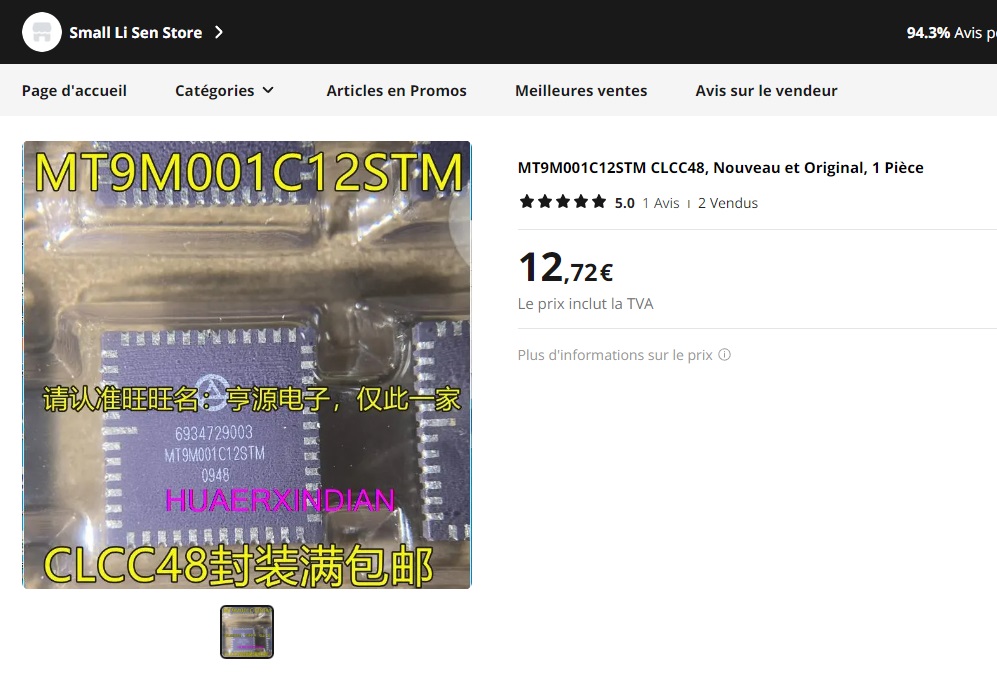 Small Li Sen Store
94.3% Avis
Page d'accueil
Catégories
Articles en Promos
Meilleures ventes
Avis sur le vendeur
MT9M001C12STM
请认准旺旺名：亨源电子，仅此一家
6934729003
MT9M001C12STM
0948
HUAERXINDIAN
CLCC48封装满包邮
MT9M001C12STM CLCC48, Nouveau et Original, 1 Pièce
5.0 1 Avis 2 Vendus
12,72€
Le prix inclut la TVA
Plus d'informations sur le prix